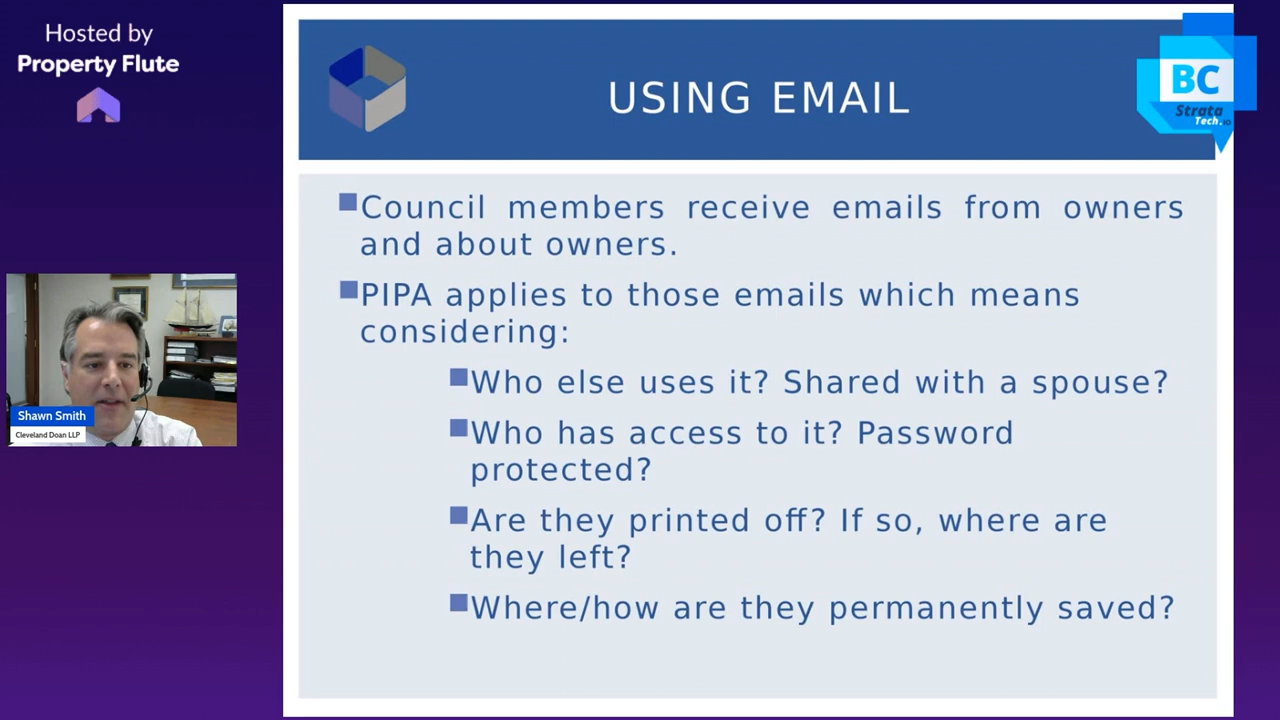 Hosted by
Property Flute
USING EMAIL
BC
Strata
Tech.io
Council members receive emails from owners
and about owners.
PIPA applies to those emails which means
considering:
Who else uses it? Shared with a spouse?
Who has access to it? Password
protected?
Are they printed off? If so, where are
they left?
Where/how are they permanently saved?
Shawn Smith
Cleveland Doan LLP